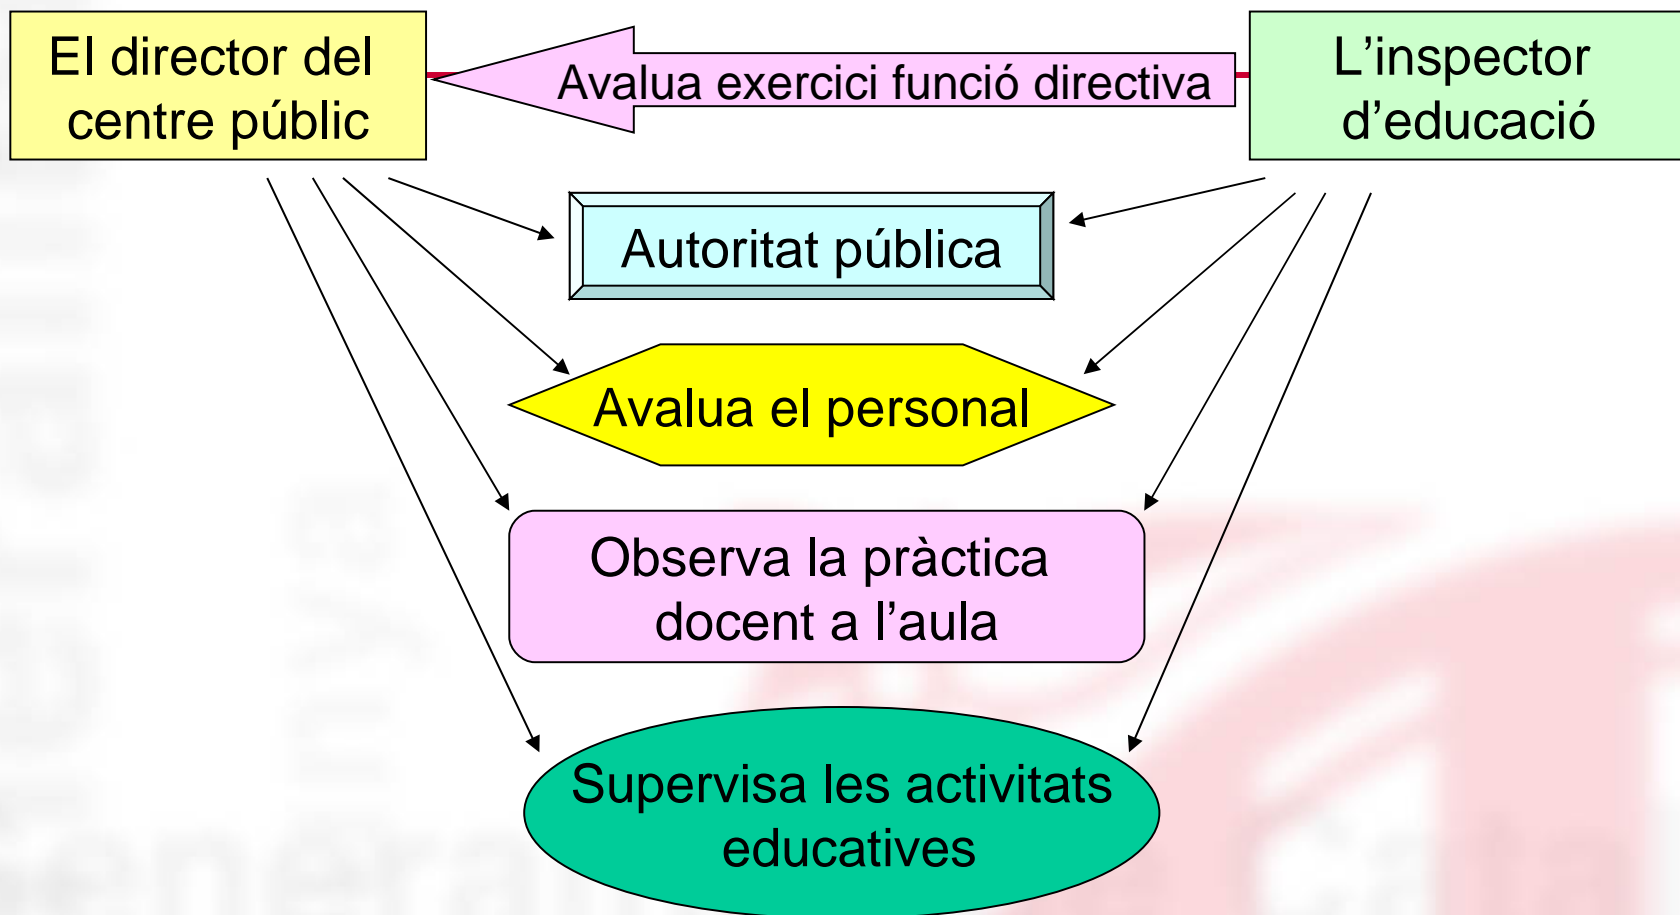 El director del
centre públic
Avalua exercici funció directiva
L’inspector
d’educació
Autoritat pública
Avalua el personal
Observa la pràctica
docent a l’aula
Supervisa les activitats
educatives